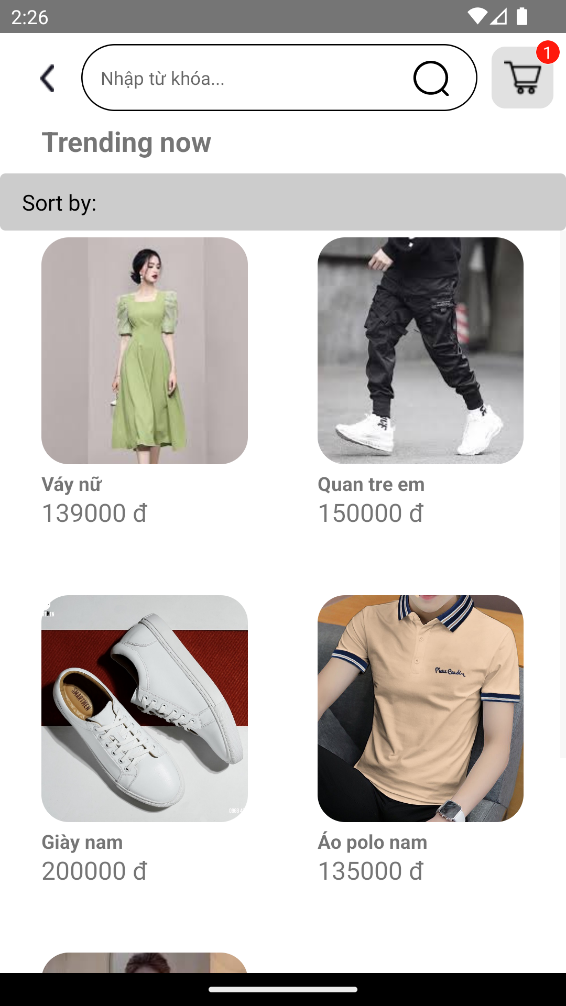 2:26
Nhập từ khóa...
1
Trending now
Sort by:
Váy nữ
139000 đ
Quan tre em
150000 đ
Giày nam
200000 đ
Áo polo nam
135000 đ